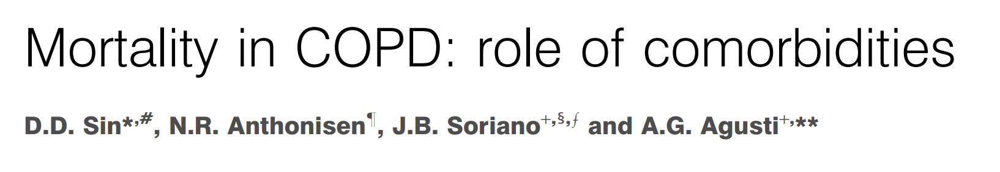 Mortality in COPD: role of comorbidities
D.D. Sin*,#, N.R. Anthonisen¶, J.B. Soriano+,§,ƒ and A.G. Agusti+,**